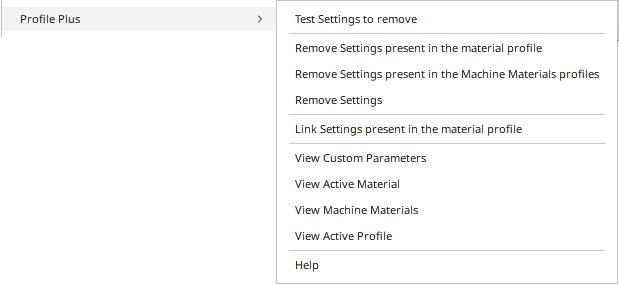 Profile Plus
Test Settings to remove
Remove Settings present in the material profile
Remove Settings present in the Machine Materials profiles
Remove Settings
Link Settings present in the material profile
View Custom Parameters
View Active Material
View Machine Materials
View Active Profile
Help